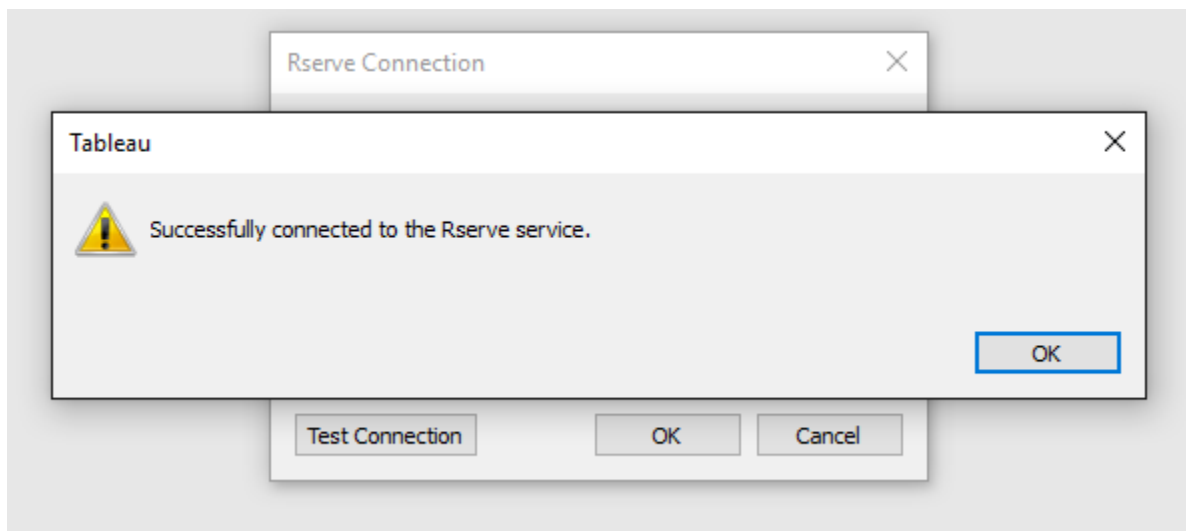 Rserve Connection
Tableau
Successfully connected to the Rserve service.
OK
Test Connection
OK
Cancel